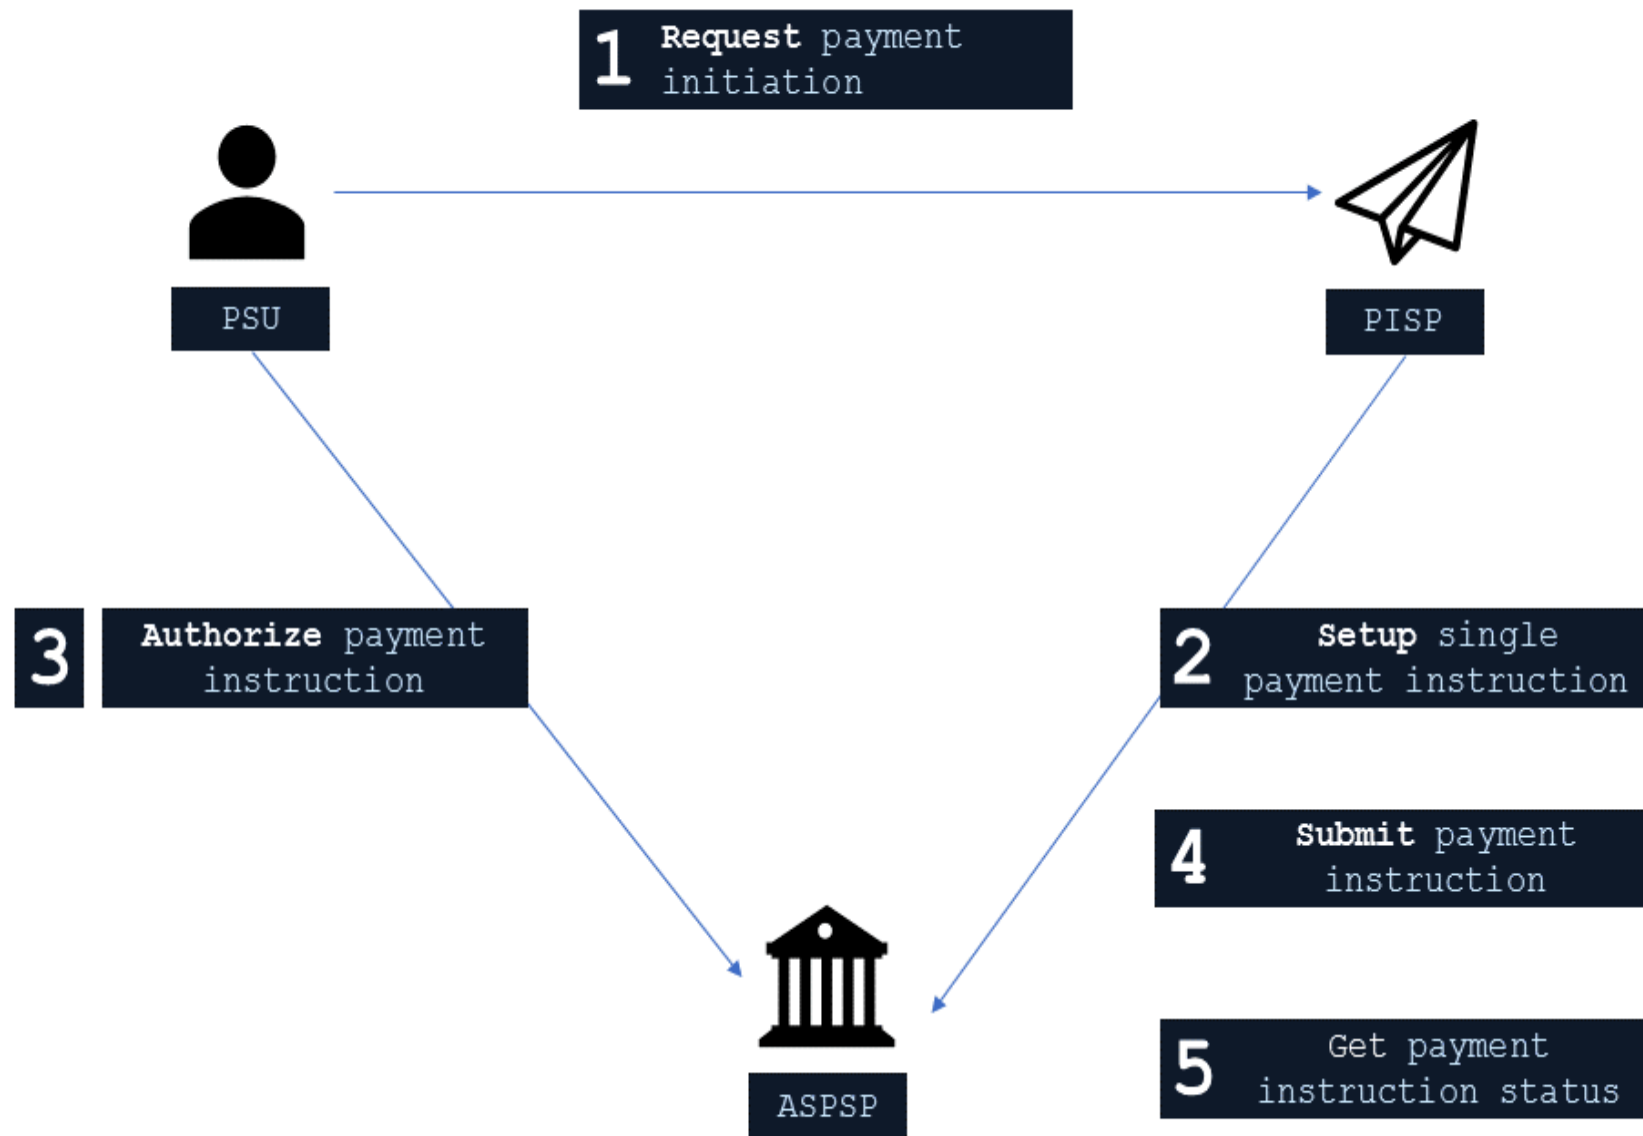 1 Request payment
initiation
PSU
PISP
3 Authorize payment
instruction
2 Setup single
payment instruction
4 Submit payment
instruction
5 Get payment
instruction status
ASPSP